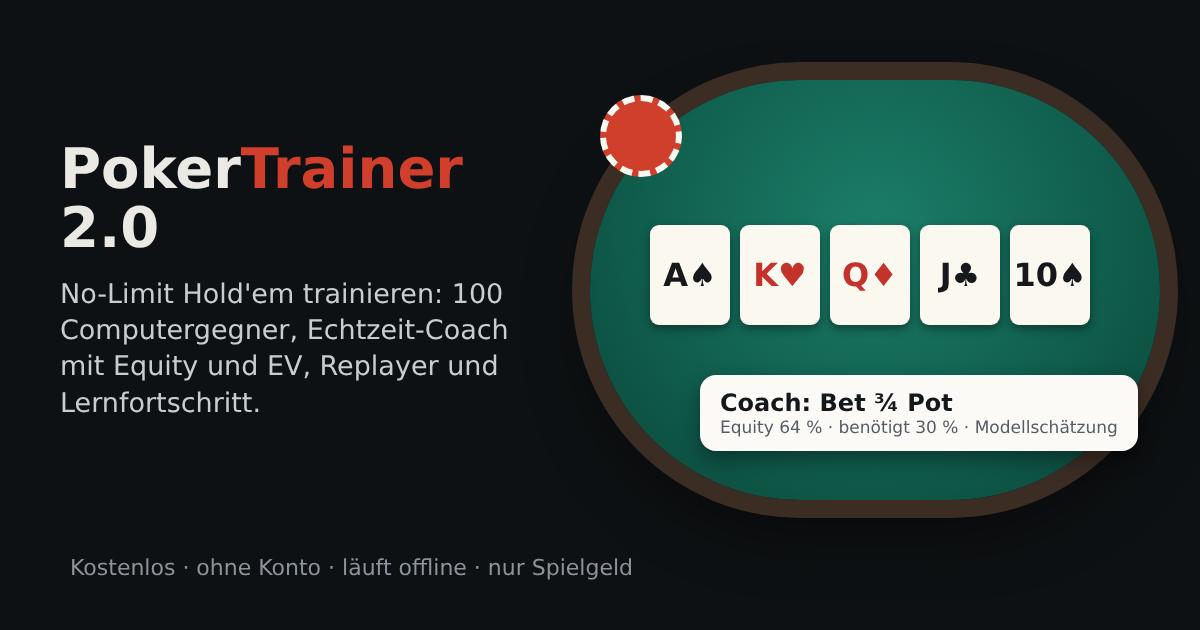 PokerTrainer
2.0
No-Limit Hold'em trainieren: 100
Computergegner, Echtzeit-Coach
mit Equity und EV, Replayer und
Lernfortschritt.
A♠ K♥ Q♦ J♣ 10♠
Coach: Bet ¾ Pot
Equity 64 % · benötigt 30 % · Modellschätzung
Kostenlos · ohne Konto · läuft offline · nur Spielgeld